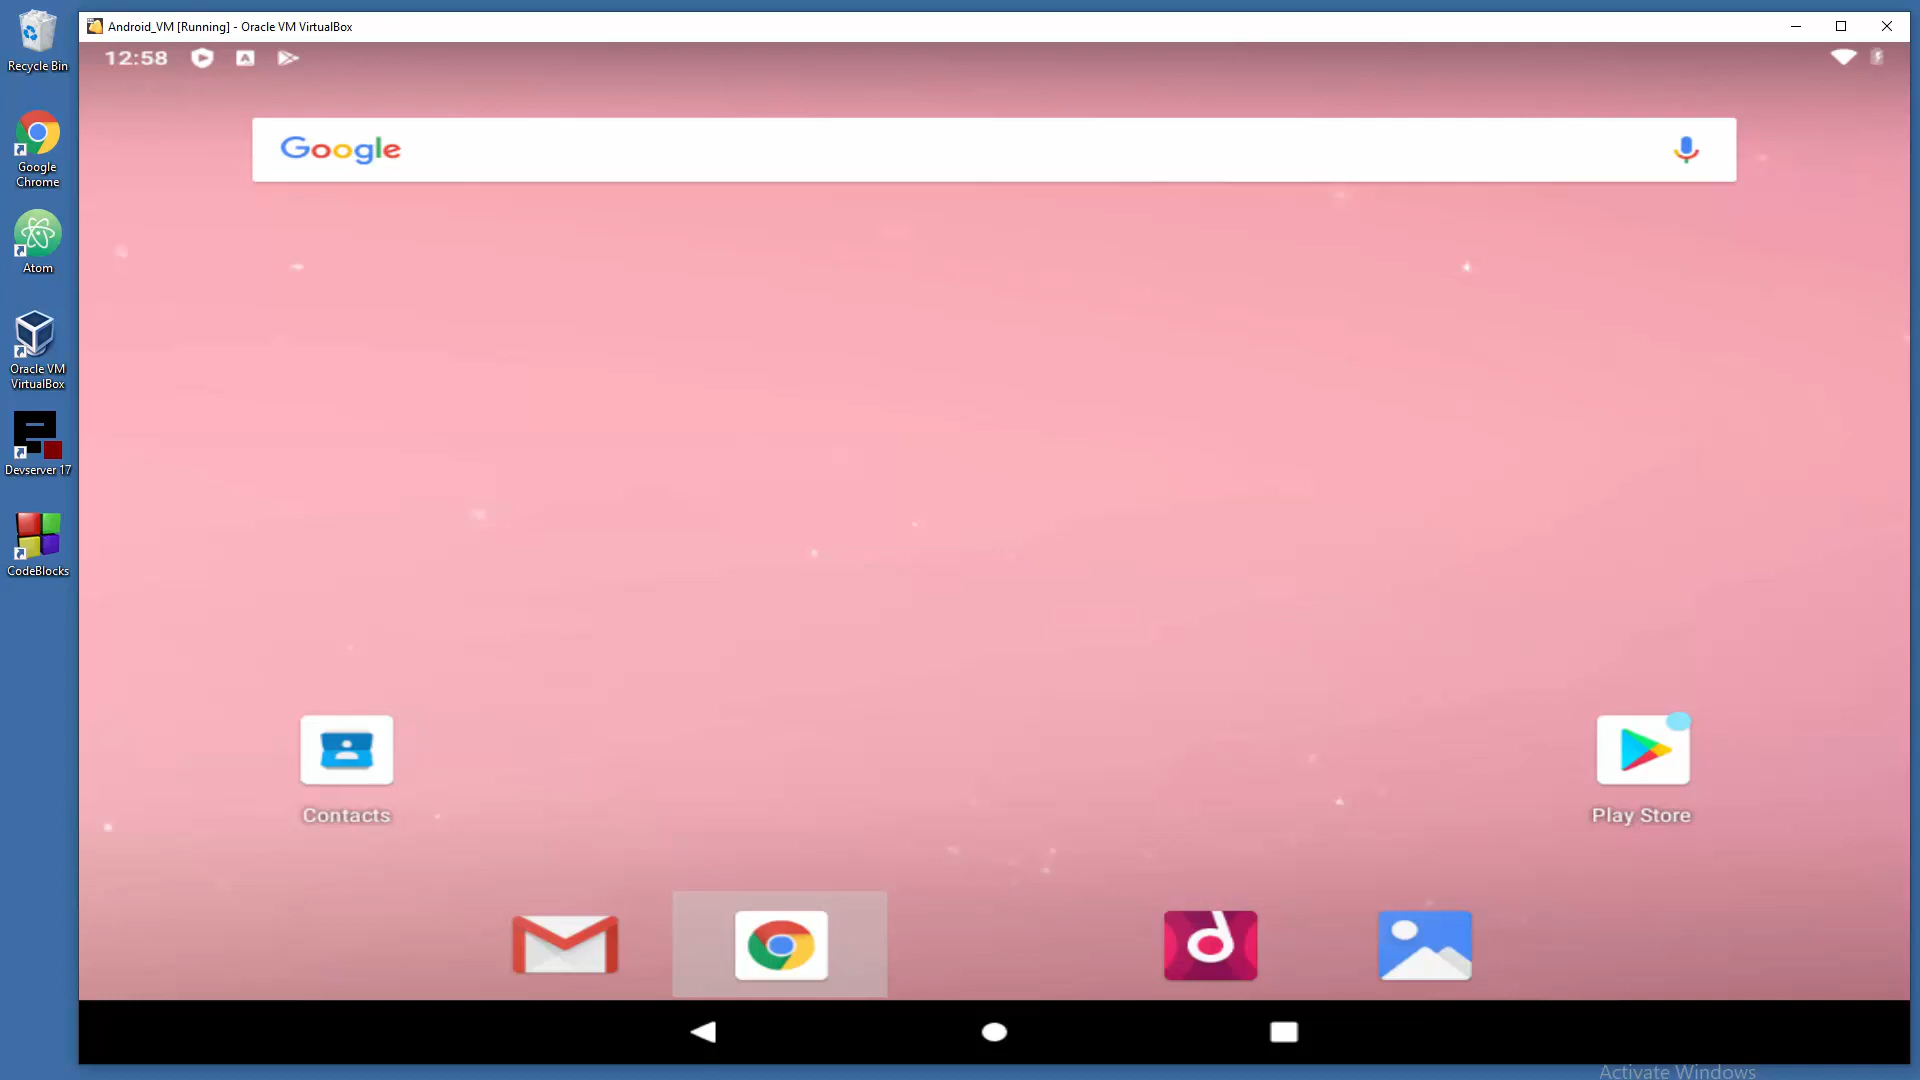 Android_VM [Running] - Oracle VM VirtualBox
12:58
Google
Recycle Bin
Google
Chrome
Atom
Oracle VM
VirtualBox
Devserver 17
CodeBlocks
Contacts
Play Store
Activate Windows